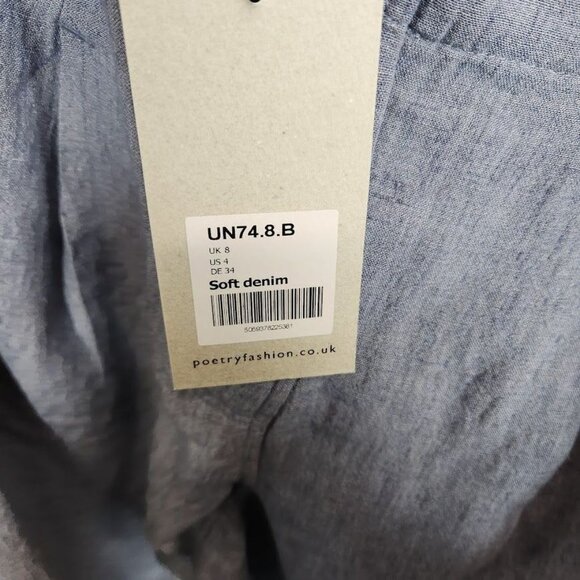 UN74.8.B
UK 8
US 4
DE 34
Soft denim
5059378225381
poetryfashion.co.uk